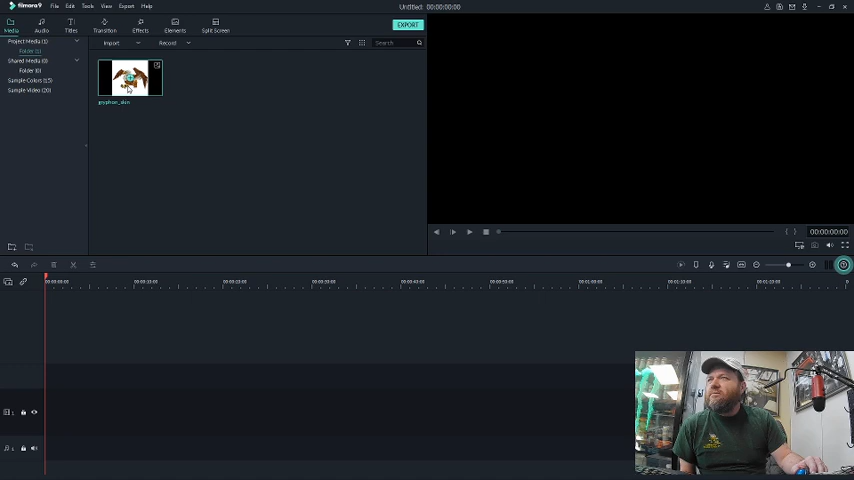 filmora9 File Edit Tools View Export Help
Untitled: 00:00:00:00
Media Audio Titles Transition Effects Elements Split Screen
EXPORT
Project Media (1)
Folder (1)
Shared Media (0)
Folder (0)
Sample Colors (15)
Sample Video (20)
Import Record Search
00:00:00:00